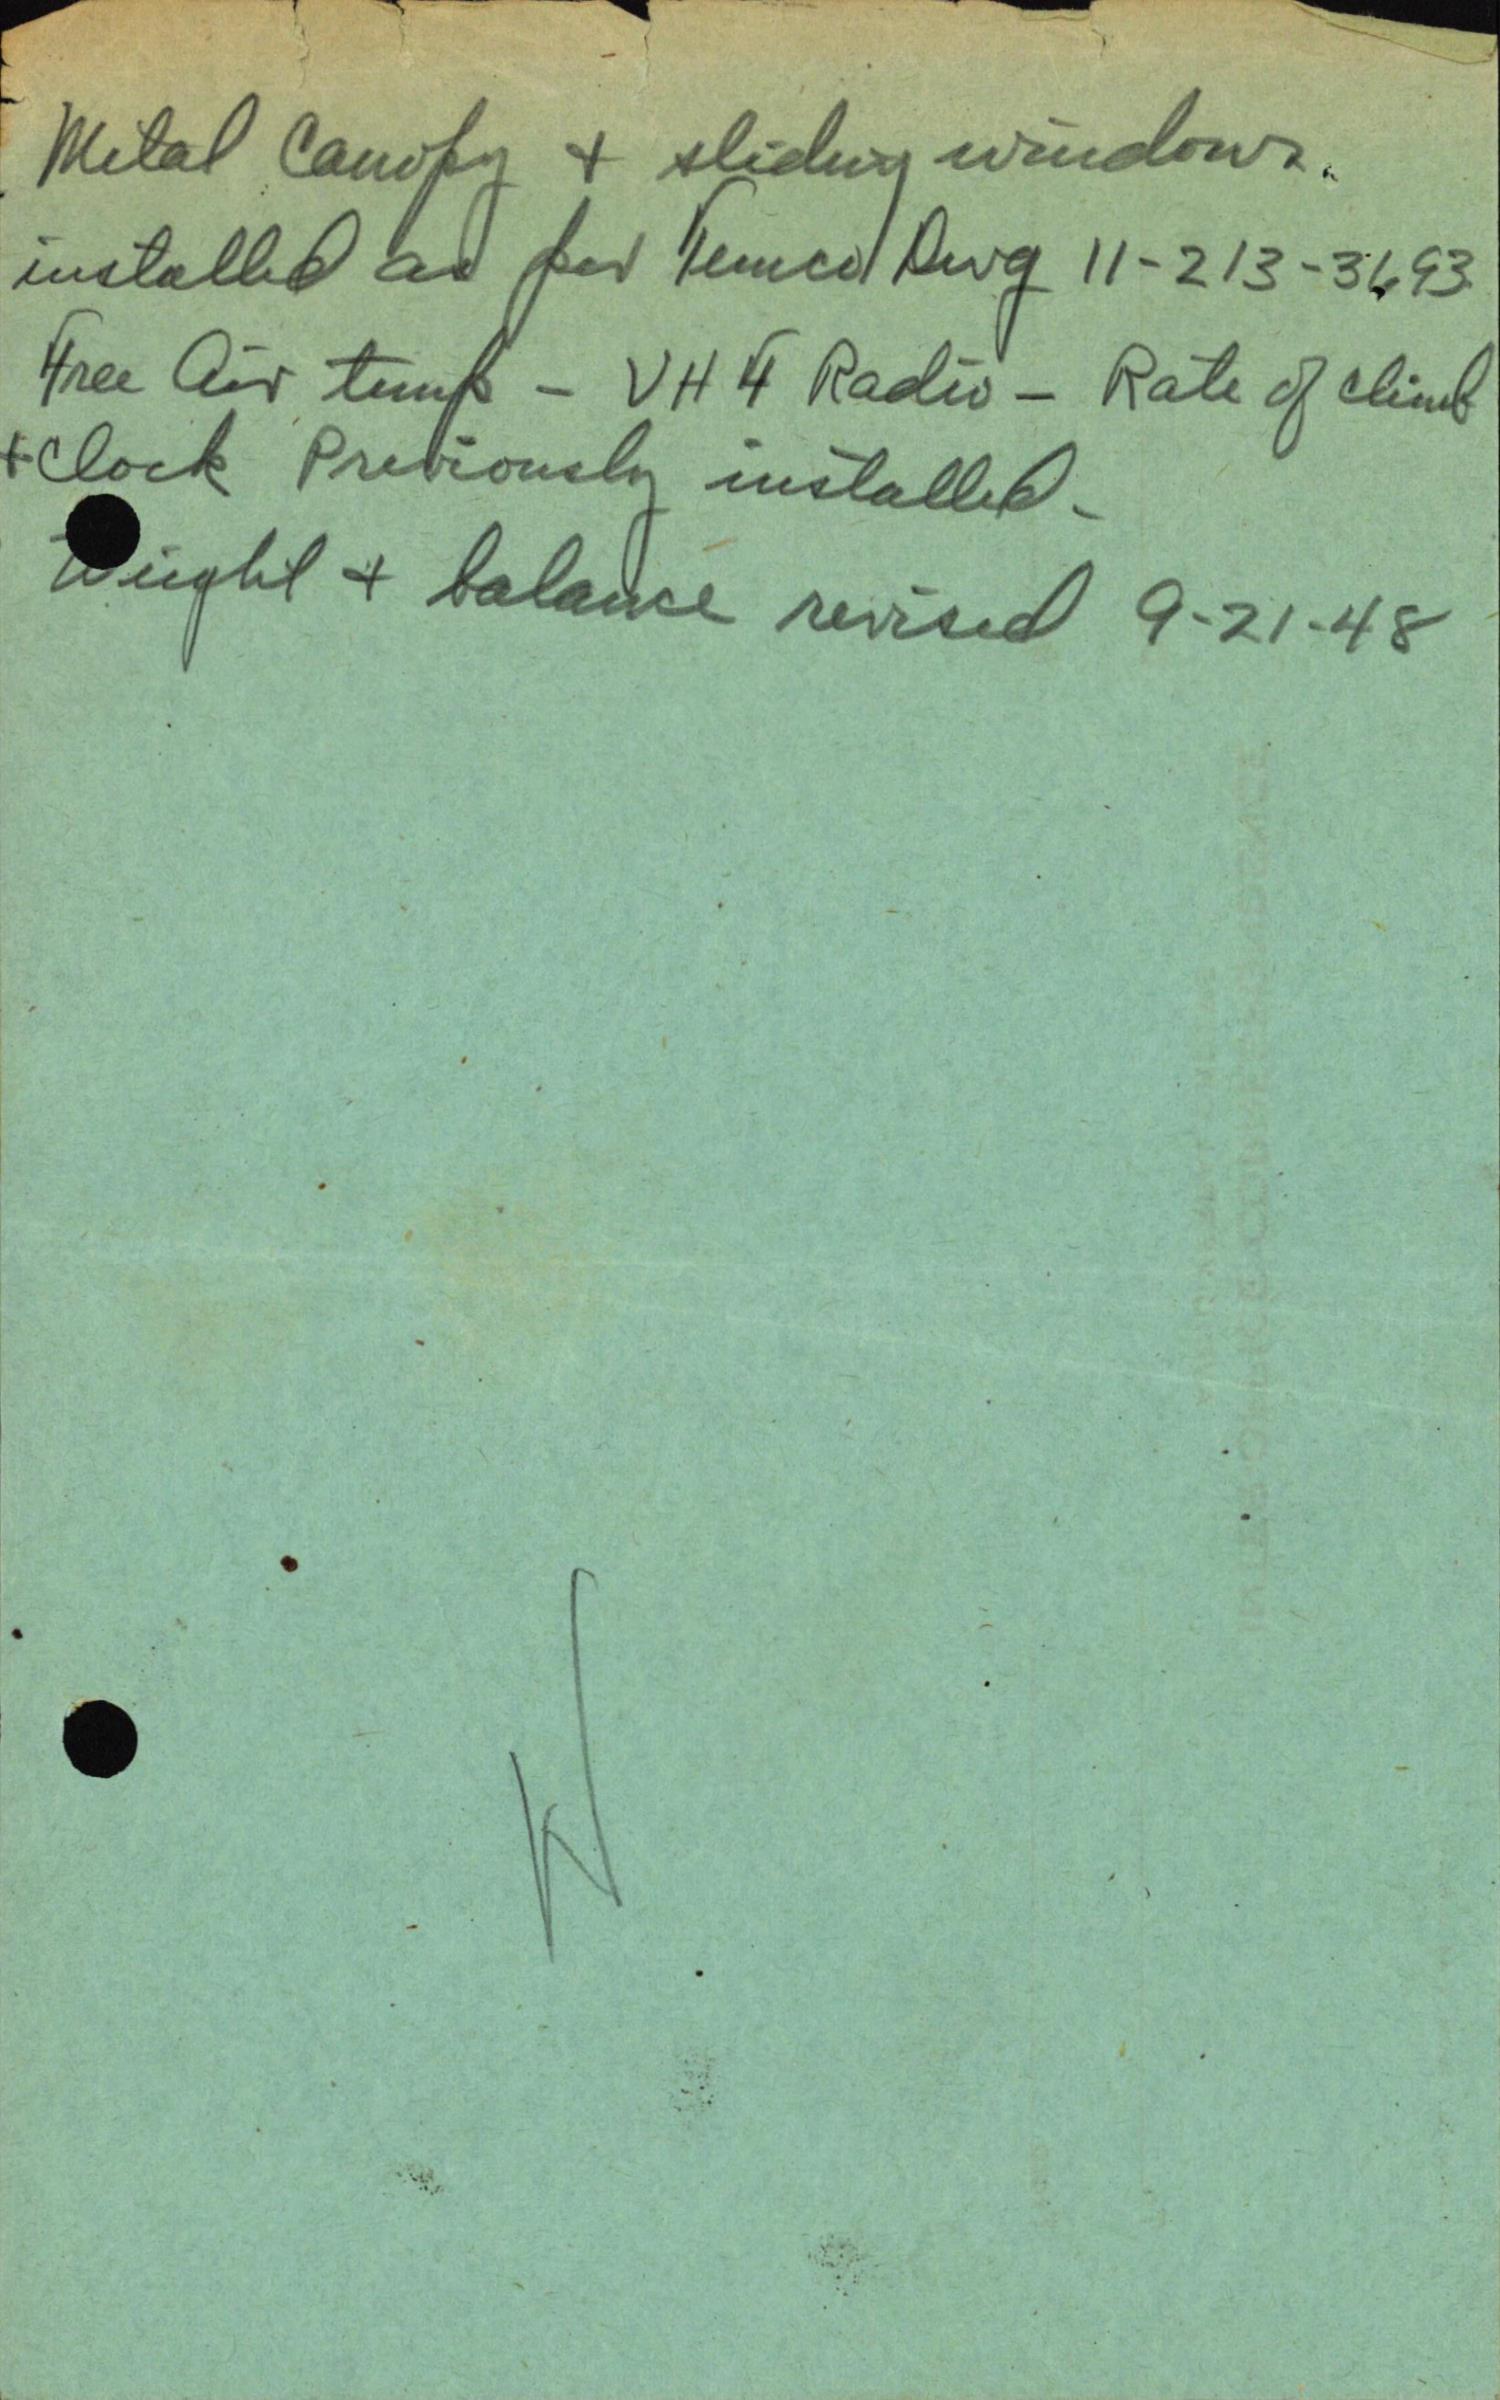 Metal Canopy + sliding windows.
installed as per Temco Dwg 11-213-3693
Free Air temp - VHF Radio - Rate of climb
+ Clock Previously installed -
Weight + balance revised 9-21-48